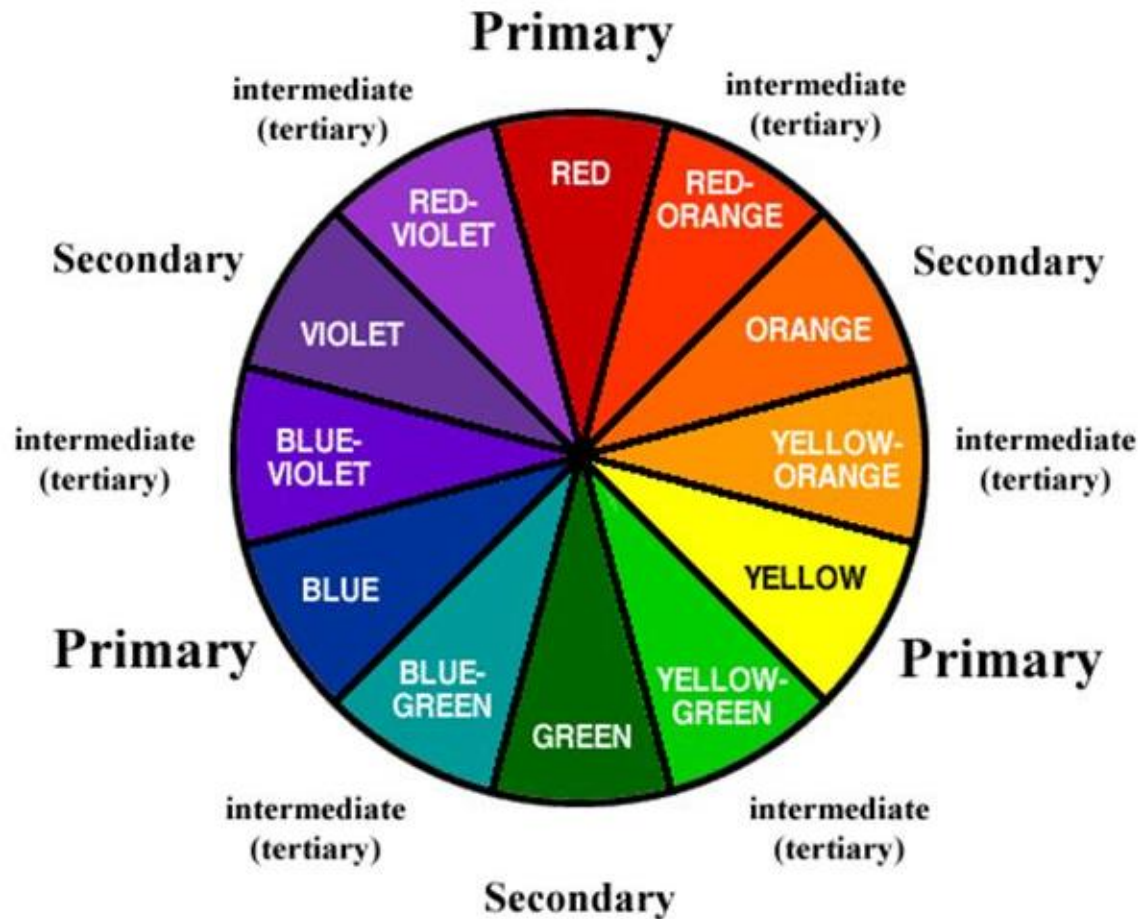 Primary
intermediate
(tertiary)
intermediate
(tertiary)
RED
RED-
ORANGE
RED-
VIOLET
Secondary
Secondary
VIOLET
ORANGE
intermediate
(tertiary)
BLUE-
VIOLET
YELLOW-
ORANGE
intermediate
(tertiary)
BLUE
YELLOW
Primary
Primary
BLUE-
GREEN
YELLOW-
GREEN
GREEN
intermediate
(tertiary)
intermediate
(tertiary)
Secondary